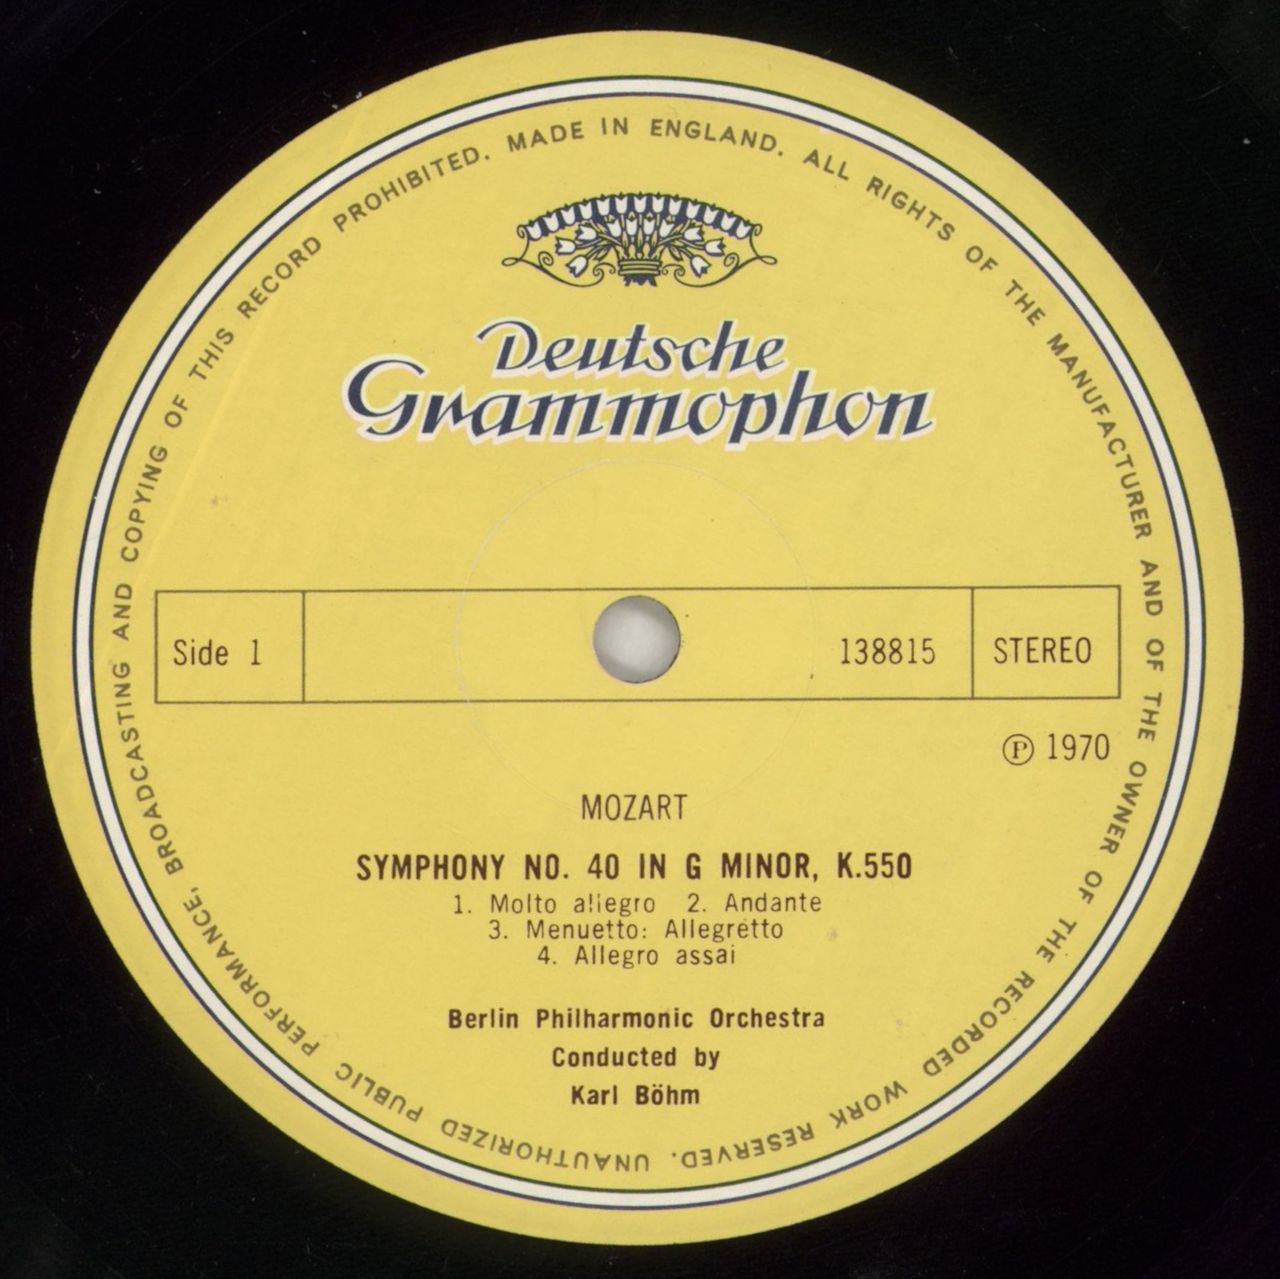 MADE IN ENGLAND. ALL RIGHTS OF THE MANUFACTURER AND OF THE OWNER OF THE RECORDED WORK RESERVED. UNAUTHORIZED PUBLIC PERFORMANCE, BROADCASTING AND COPYING OF THIS RECORD PROHIBITED.
Deutsche
Grammophon
Side 1 138815 STEREO
℗ 1970
MOZART
SYMPHONY NO. 40 IN G MINOR, K.550
1. Molto allegro 2. Andante
3. Menuetto: Allegretto
4. Allegro assai
Berlin Philharmonic Orchestra
Conducted by
Karl Böhm